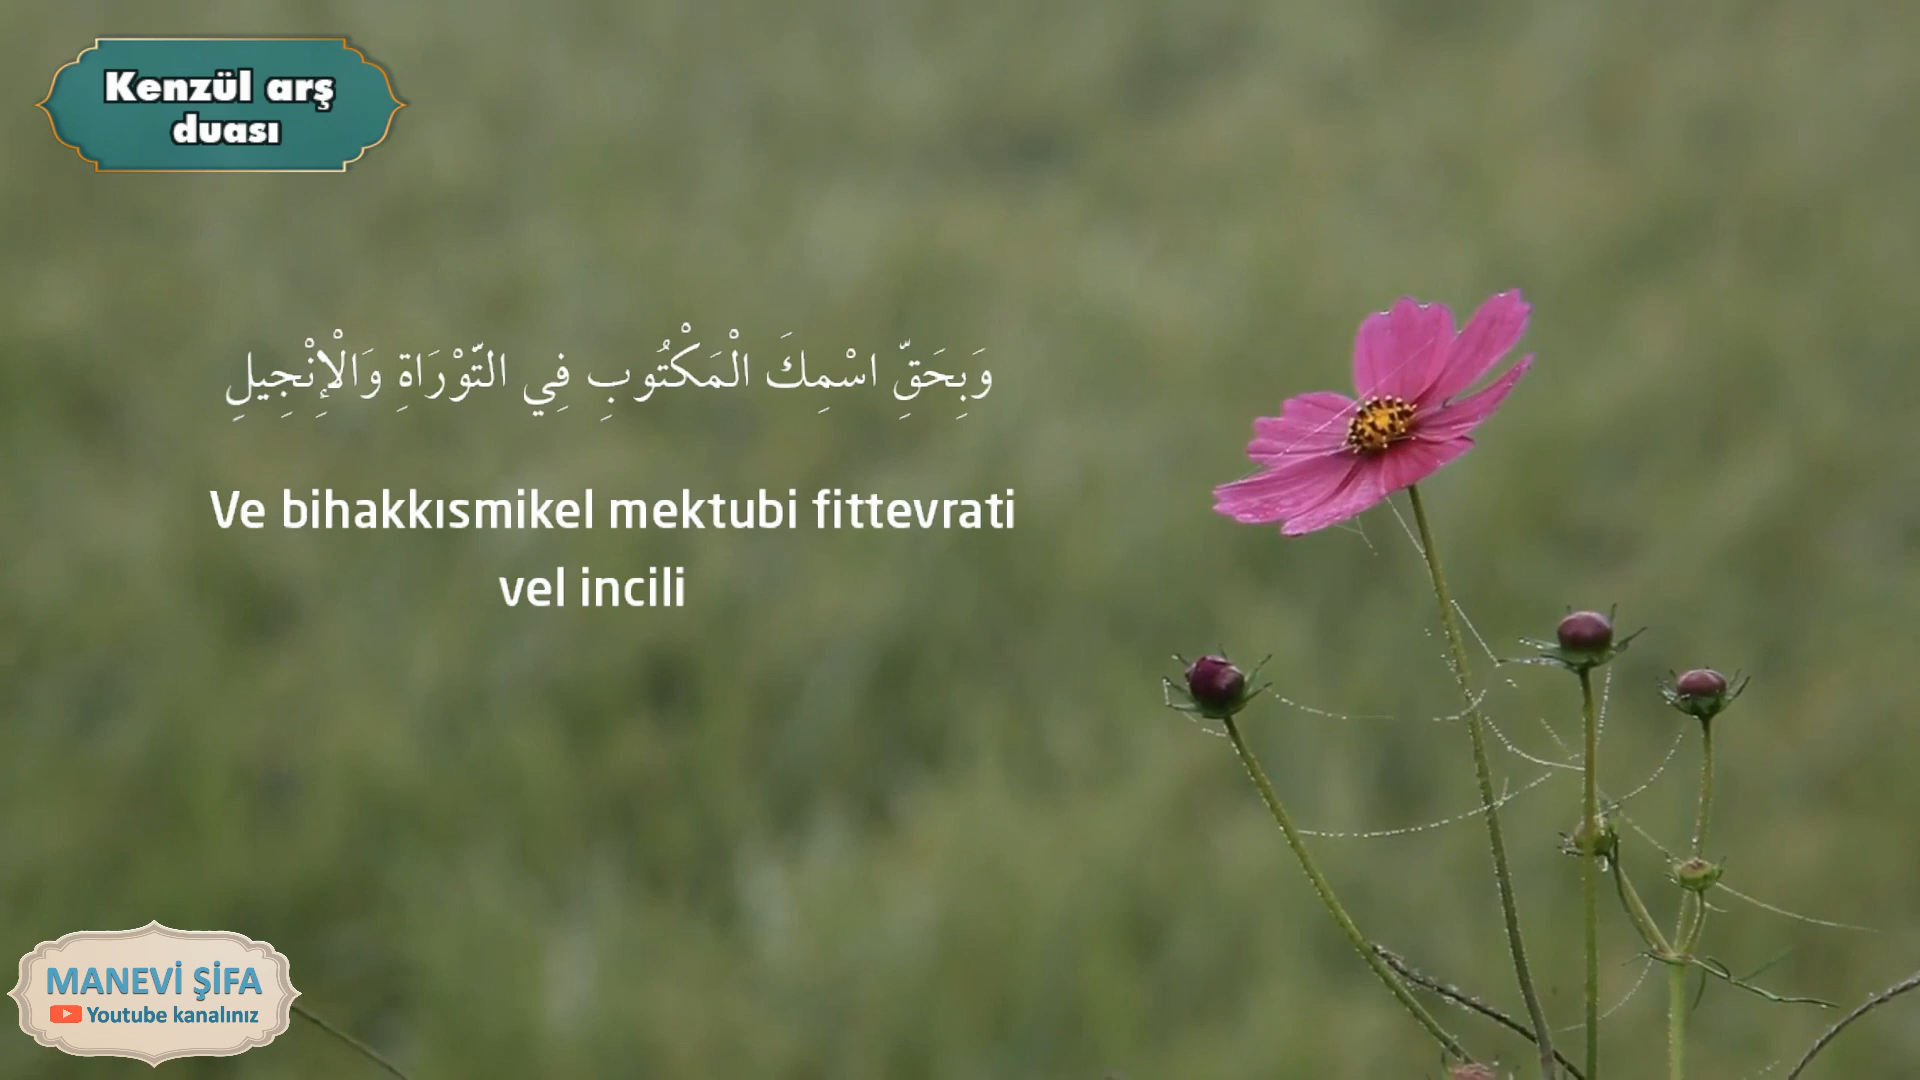 Kenzül arş
duası
وَبِحَقِّ اسْمِكَ الْمَكْتُوبِ فِي التَّوْرَاةِ وَالْإِنْجِيلِ
Ve bihakkısmikel mektubi fittevrati
vel incili
MANEVİ ŞİFA
Youtube kanalınız